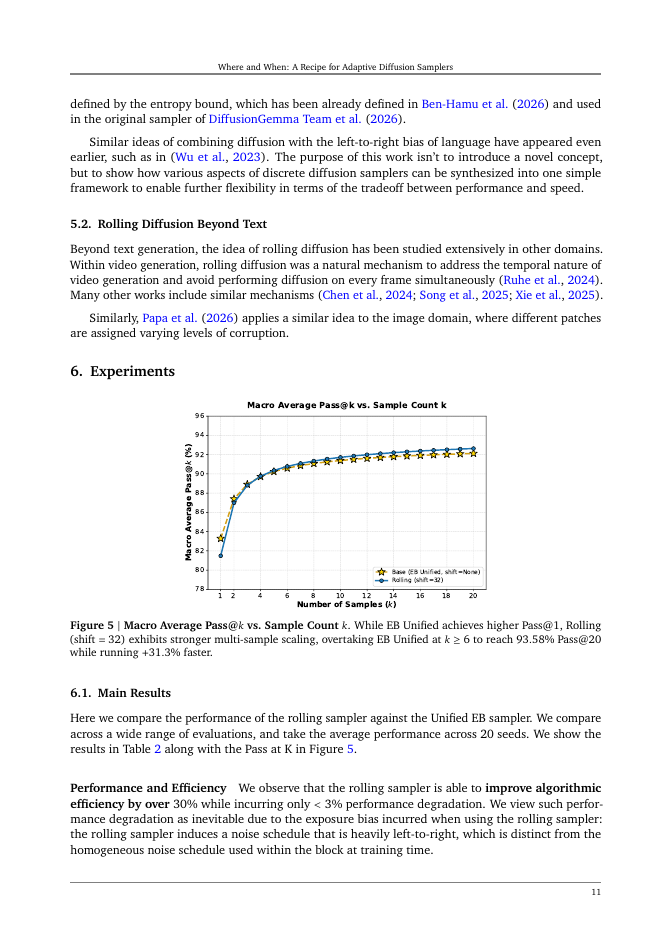 Where and When: A Recipe for Adaptive Diffusion Samplers
defined by the entropy bound, which has been already defined in Ben-Hamu et al. (2026) and used
in the original sampler of DiffusionGemma Team et al. (2026).
Similar ideas of combining diffusion with the left-to-right bias of language have appeared even
earlier, such as in (Wu et al., 2023). The purpose of this work isn't to introduce a novel concept,
but to show how various aspects of discrete diffusion samplers can be synthesized into one simple
framework to enable further flexibility in terms of the tradeoff between performance and speed.
5.2. Rolling Diffusion Beyond Text
Beyond text generation, the idea of rolling diffusion has been studied extensively in other domains.
Within video generation, rolling diffusion was a natural mechanism to address the temporal nature of
video generation and avoid performing diffusion on every frame simultaneously (Ruhe et al., 2024).
Many other works include similar mechanisms (Chen et al., 2024; Song et al., 2025; Xie et al., 2025).
Similarly, Papa et al. (2026) applies a similar idea to the image domain, where different patches
are assigned varying levels of corruption.
6. Experiments
Macro Average Pass@k vs. Sample Count k
Macro Average Pass@k (%)
96
94
92
90
88
86
84
82
80
78
Base (EB Unified, shift=None)
Rolling (shift=32)
1 2 4 6 8 10 12 14 16 18 20
Number of Samples (k)
Figure 5 | Macro Average Pass@k vs. Sample Count k. While EB Unified achieves higher Pass@1, Rolling
(shift = 32) exhibits stronger multi-sample scaling, overtaking EB Unified at k ≥ 6 to reach 93.58% Pass@20
while running +31.3% faster.
6.1. Main Results
Here we compare the performance of the rolling sampler against the Unified EB sampler. We compare
across a wide range of evaluations, and take the average performance across 20 seeds. We show the
results in Table 2 along with the Pass at K in Figure 5.
Performance and Efficiency We observe that the rolling sampler is able to improve algorithmic
efficiency by over 30% while incurring only < 3% performance degradation. We view such perfor-
mance degradation as inevitable due to the exposure bias incurred when using the rolling sampler:
the rolling sampler induces a noise schedule that is heavily left-to-right, which is distinct from the
homogeneous noise schedule used within the block at training time.
11